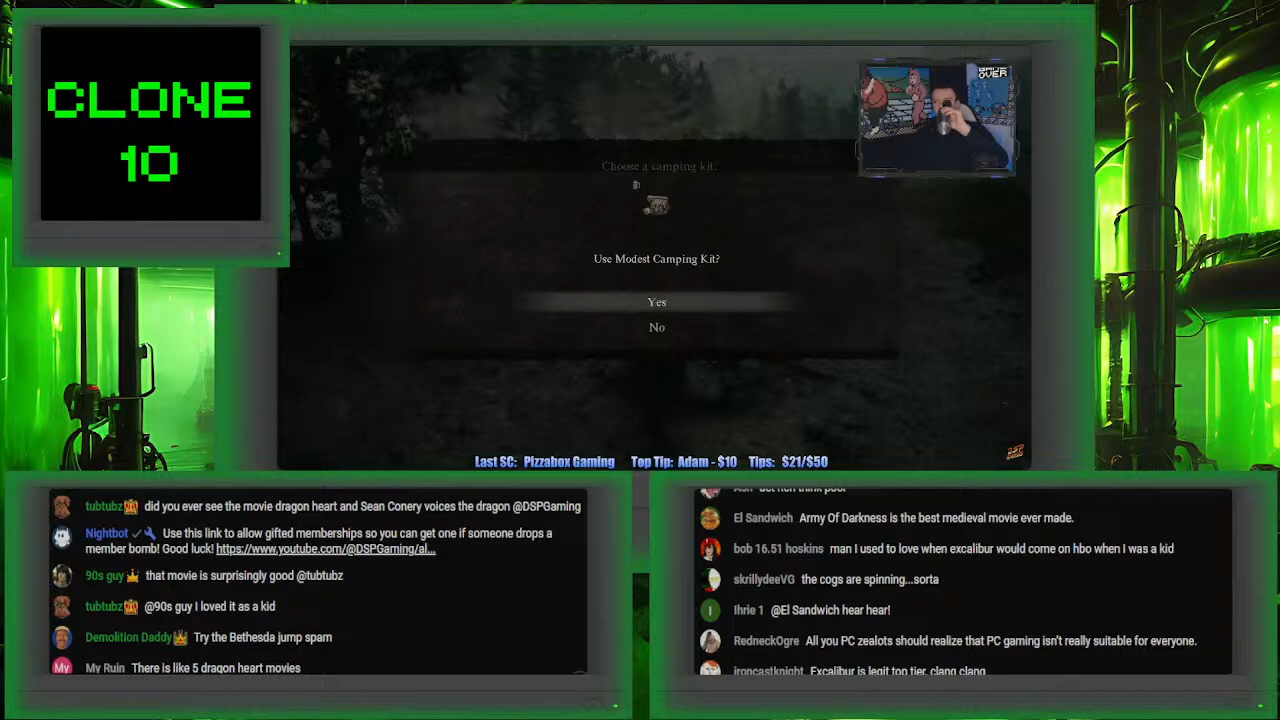 CLONE
10
GAME
OVER
Choose a camping kit.
Use Modest Camping Kit?
Yes
No
Last SC: Pizzabox Gaming Top Tip: Adam - $10 Tips: $21/$50
tubtubz did you ever see the movie dragon heart and Sean Conery voices the dragon @DSPGaming
Nightbot Use this link to allow gifted memberships so you can get one if someone drops a
member bomb! Good luck! https://www.youtube.com/@DSPGaming/al...
90s guy that movie is surprisingly good @tubtubz
tubtubz @90s guy I loved it as a kid
Demolition Daddy Try the Bethesda jump spam
My My Ruin There is like 5 dragon heart movies
El Sandwich Army Of Darkness is the best medieval movie ever made.
bob 16.51 hoskins man I used to love when excalibur would come on hbo when I was a kid
skrillydeeVG the cogs are spinning...sorta
I Ihrie 1 @El Sandwich hear hear!
RedneckOgre All you PC zealots should realize that PC gaming isn't really suitable for everyone.
ironcastknight Excalibur is legit top tier, clang clang